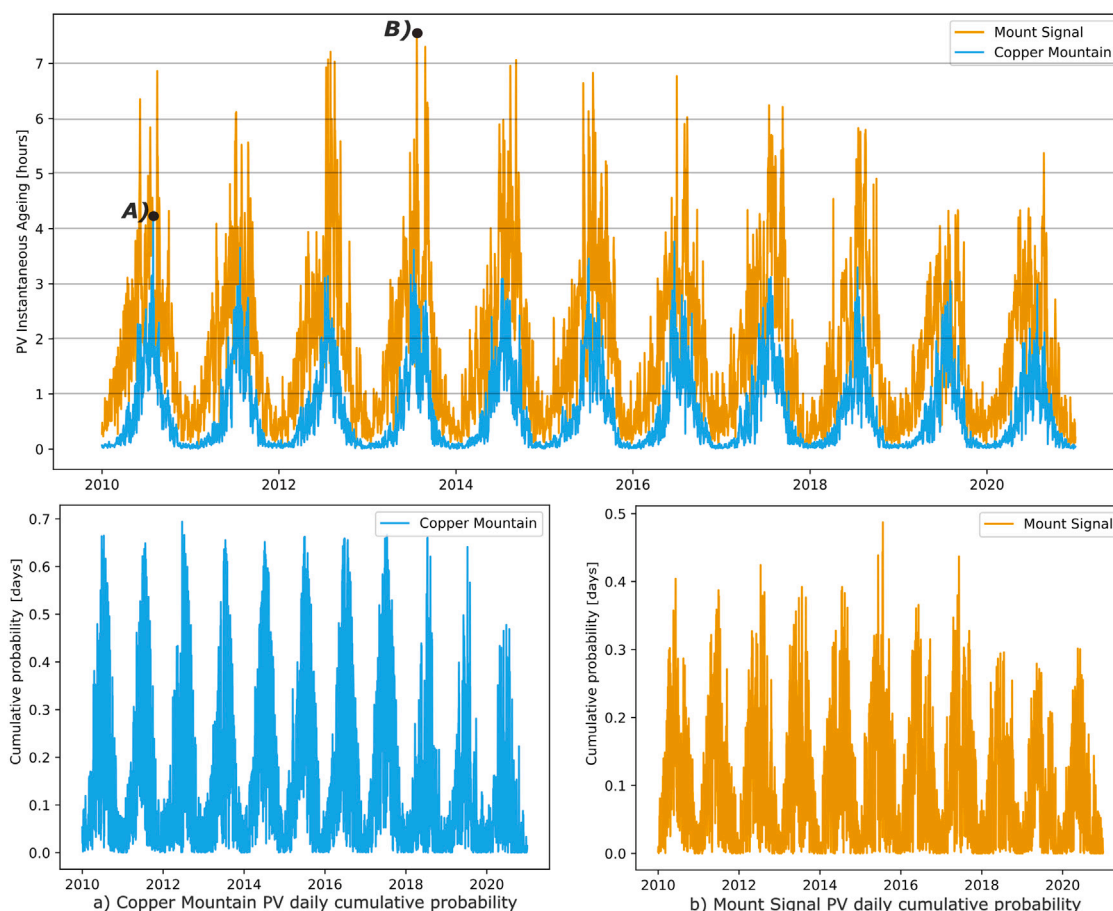 B)
Mount Signal
Copper Mountain
7
6
5
A)
4
3
2
1
0
PV Instantaneous Ageing [hours]
2010 2012 2014 2016 2018 2020
Copper Mountain
0.7
0.6
0.5
0.4
0.3
0.2
0.1
0.0
Cumulative probability [days]
2010 2012 2014 2016 2018 2020
a) Copper Mountain PV daily cumulative probability
Mount Signal
0.5
0.4
0.3
0.2
0.1
0.0
Cumulative probability [days]
2010 2012 2014 2016 2018 2020
b) Mount Signal PV daily cumulative probability